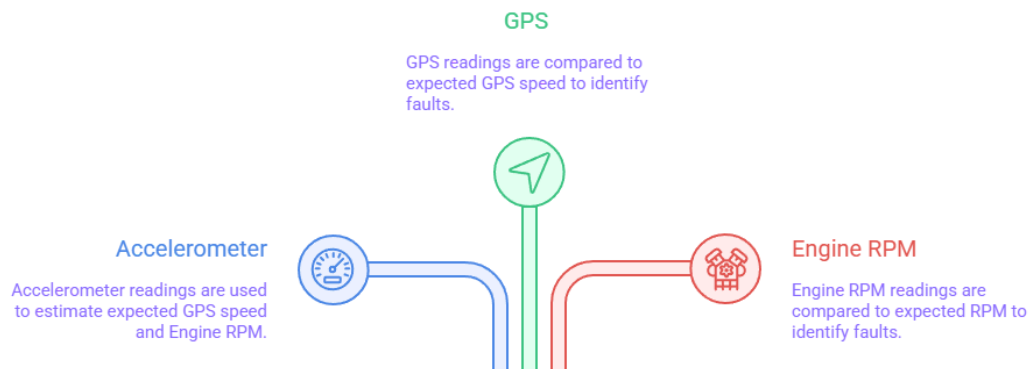 GPS
GPS readings are compared to
expected GPS speed to identify
faults.
Accelerometer
Accelerometer readings are used
to estimate expected GPS speed
and Engine RPM.
Engine RPM
Engine RPM readings are
compared to expected RPM to
identify faults.